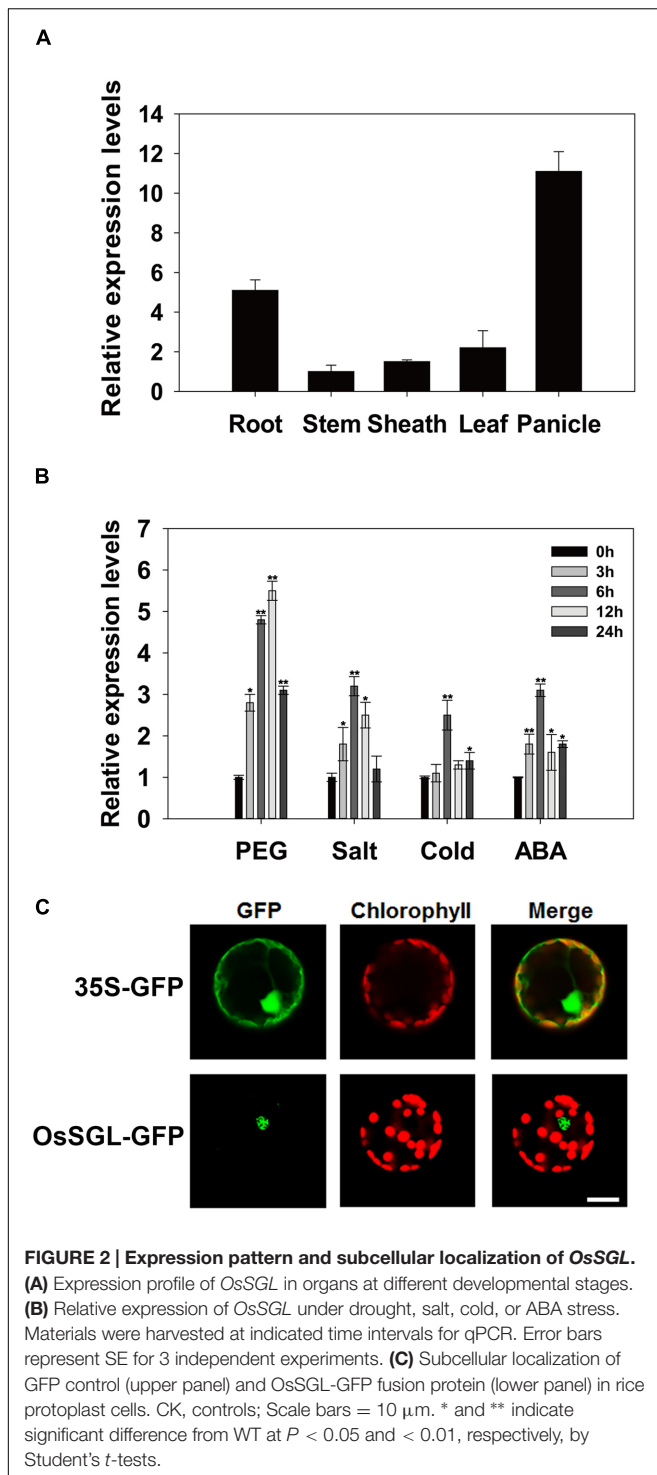 A
Relative expression levels
14
12
10
8
6
4
2
0
Root Stem Sheath Leaf Panicle
B
Relative expression levels
7
6
5
4
3
2
1
0
0h
3h
6h
12h
24h
* ** ** **
* ** *
** *
** ** * *
PEG Salt Cold ABA
C
GFP Chlorophyll Merge
35S-GFP
OsSGL-GFP
FIGURE 2 | Expression pattern and subcellular localization of OsSGL.
(A) Expression profile of OsSGL in organs at different developmental stages.
(B) Relative expression of OsSGL under drought, salt, cold, or ABA stress.
Materials were harvested at indicated time intervals for qPCR. Error bars
represent SE for 3 independent experiments. (C) Subcellular localization of
GFP control (upper panel) and OsSGL-GFP fusion protein (lower panel) in rice
protoplast cells. CK, controls; Scale bars = 10 μm. * and ** indicate
significant difference from WT at P < 0.05 and < 0.01, respectively, by
Student's t-tests.